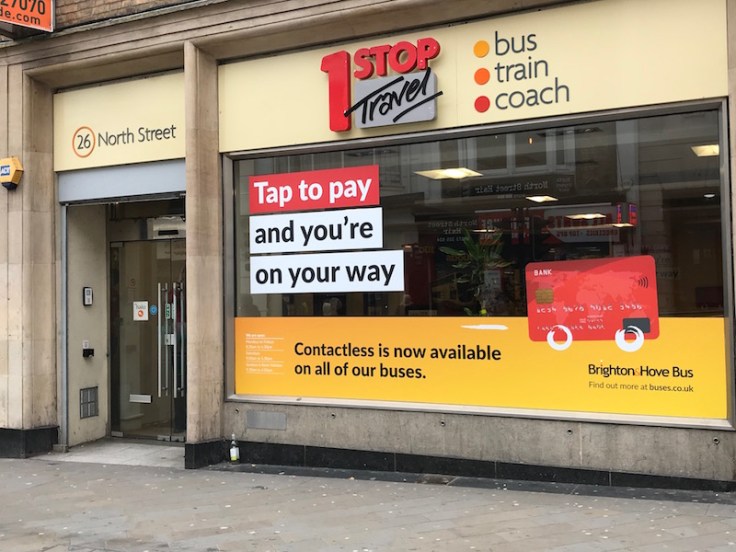 27070
de.com
1 STOP
Travel
bus
train
coach
26 North Street
Tap to pay
and you're
on your way
BANK
Contactless is now available
on all of our buses.
Brighton&Hove Bus
Find out more at buses.co.uk